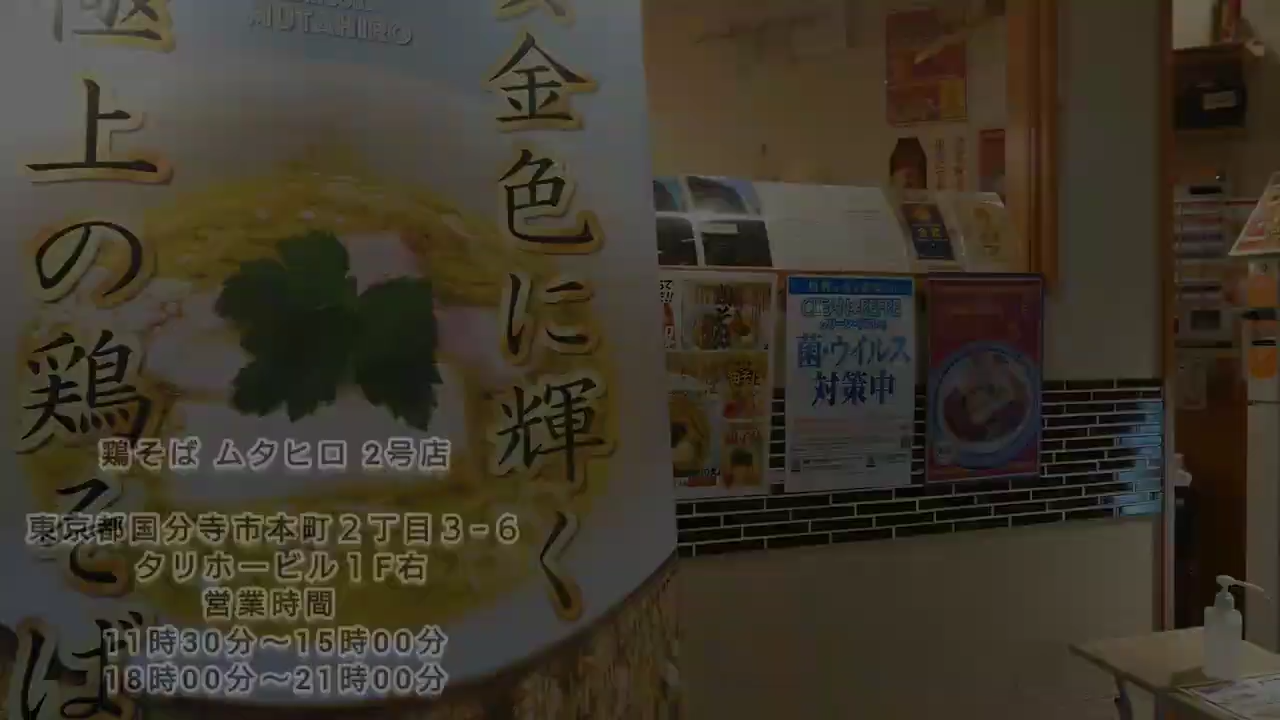 MUTAHIRO
金色に輝く
極上の鶏そば
鶏そば ムタヒロ 2号店
東京都国分寺市本町２丁目３−６
タリホービル１F右
営業時間
11時30分〜15時00分
18時00分〜21時00分
菌・ウイルス
対策中